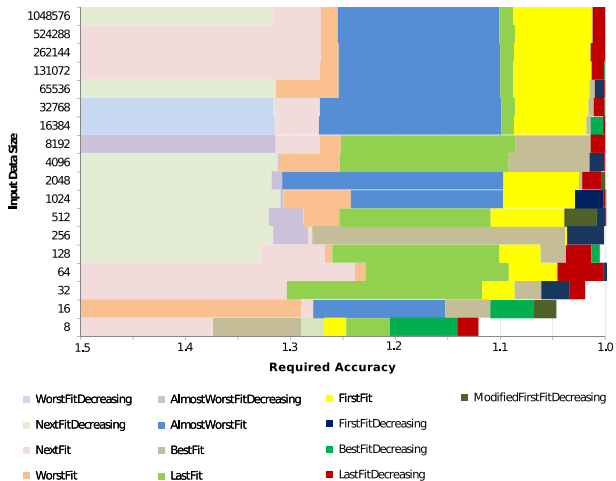 1048576
524288
262144
131072
65536
32768
16384
8192
4096
2048
1024
512
256
128
64
32
16
8
Input Data Size
1.5 1.4 1.3 1.2 1.1 1.0
Required Accuracy
WorstFitDecreasing AlmostWorstFitDecreasing FirstFit ModifiedFirstFitDecreasing
NextFitDecreasing AlmostWorstFit FirstFitDecreasing
NextFit BestFit BestFitDecreasing
WorstFit LastFit LastFitDecreasing